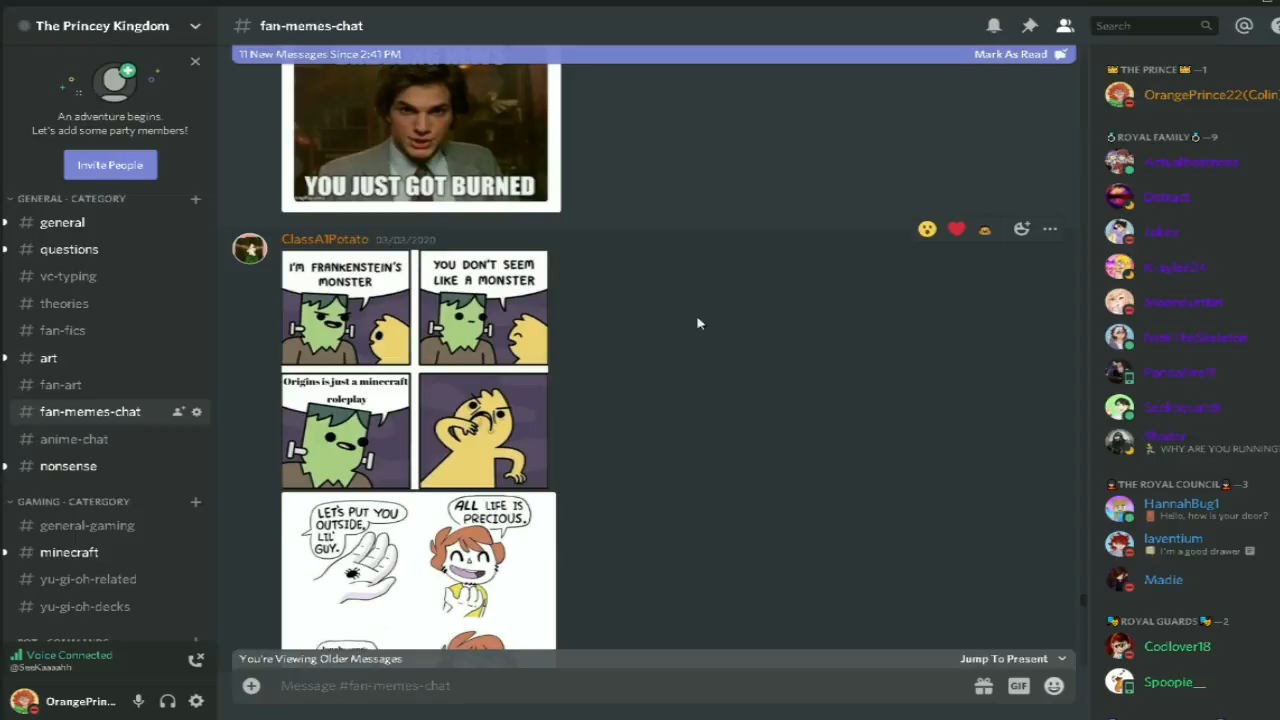 The Princey Kingdom
An adventure begins.
Let's add some party members!
Invite People
GENERAL - CATEGORY
# general
# questions
# vc-typing
# theories
# fan-fics
# art
# fan-art
# fan-memes-chat
# anime-chat
# nonsense
GAMING - CATERGORY
# general-gaming
# minecraft
# yu-gi-oh-related
# yu-gi-oh-decks
Voice Connected
@SeeKaaaahh
OrangePrin...
# fan-memes-chat
Search
11 New Messages Since 2:41 PM
Mark As Read
YOU JUST GOT BURNED
ClassA1Potato 03/03/2020
I'M FRANKENSTEIN'S
MONSTER
YOU DON'T SEEM
LIKE A MONSTER
Origins is just a minecraft
roleplay
LET'S PUT YOU
OUTSIDE,
LIL'
GUY.
ALL LIFE IS
PRECIOUS.
You're Viewing Older Messages
Jump To Present
Message #fan-memes-chat
GIF
THE PRINCE —1
OrangePrince22(Colin)
ROYAL FAMILY —9
WHY ARE YOU RUNNING
THE ROYAL COUNCIL —3
HannahBug1
Hello, how is your door?
laventium
I'm a good drawer
Madie
ROYAL GUARDS —2
Codlover18
Spoopie__